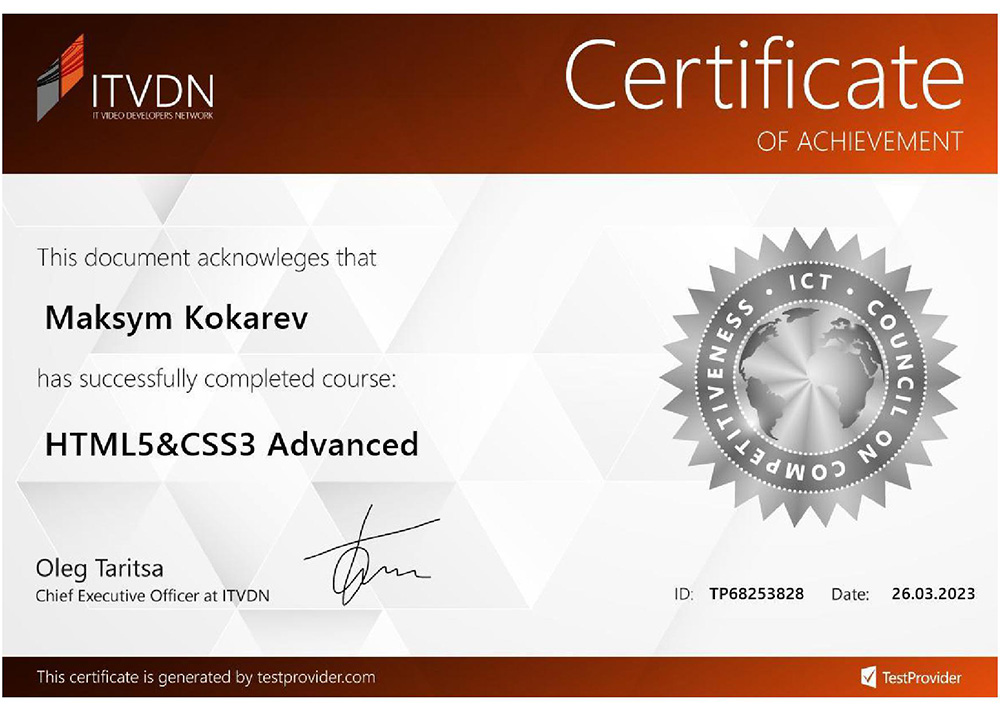 ITVDN
IT VIDEO DEVELOPERS NETWORK
Certificate
OF ACHIEVEMENT
This document acknowleges that
Maksym Kokarev
has successfully completed course:
HTML5&CSS3 Advanced
ICT • COUNCIL ON COMPETITIVENESS •
Oleg Taritsa
Chief Executive Officer at ITVDN
ID: TP68253828 Date: 26.03.2023
This certificate is generated by testprovider.com
TestProvider